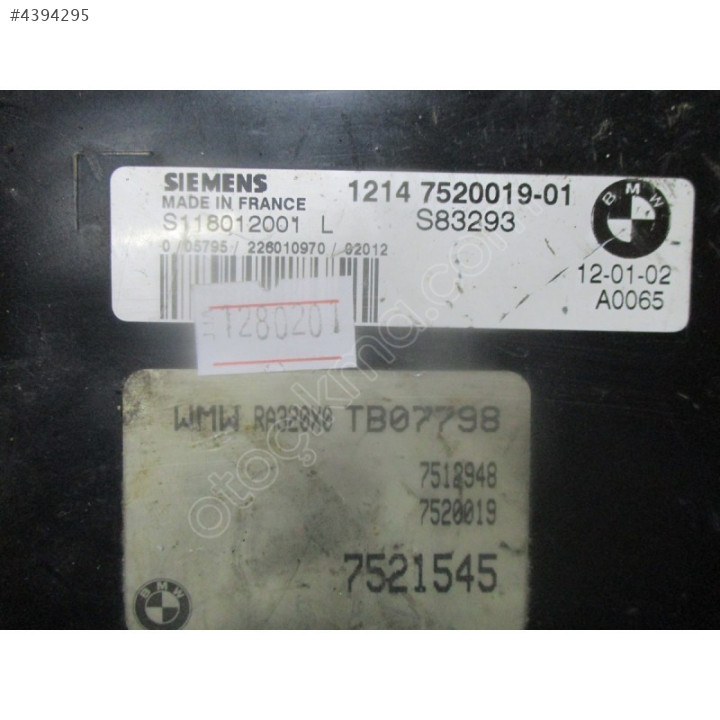 #4394295
SIEMENS 1214 7520019-01
MADE IN FRANCE
S118012001 L S83293
0 /05795/ 226010970 / 02012
BMW
12-01-02
A0065
1280201
WMW RA320X0 TB07798
7512948
7520019
7521545
BMW
otoçıkma.com